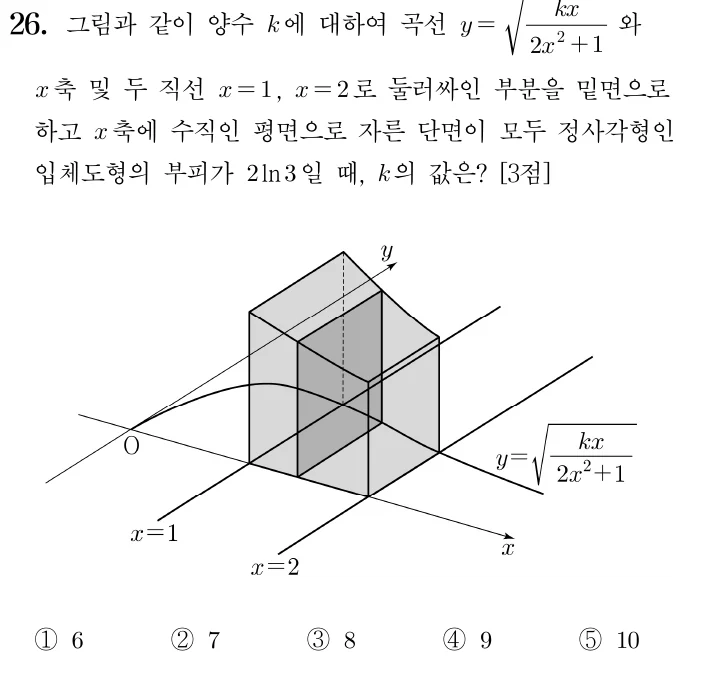 26. 그림과 같이 양수 k에 대하여 곡선 y=√(kx/(2x²+1)) 와
x축 및 두 직선 x=1, x=2로 둘러싸인 부분을 밑면으로
하고 x축에 수직인 평면으로 자른 단면이 모두 정사각형인
입체도형의 부피가 2ln3일 때, k의 값은? [3점]
y
O
y=√(kx/(2x²+1))
x=1
x
x=2
① 6 ② 7 ③ 8 ④ 9 ⑤ 10